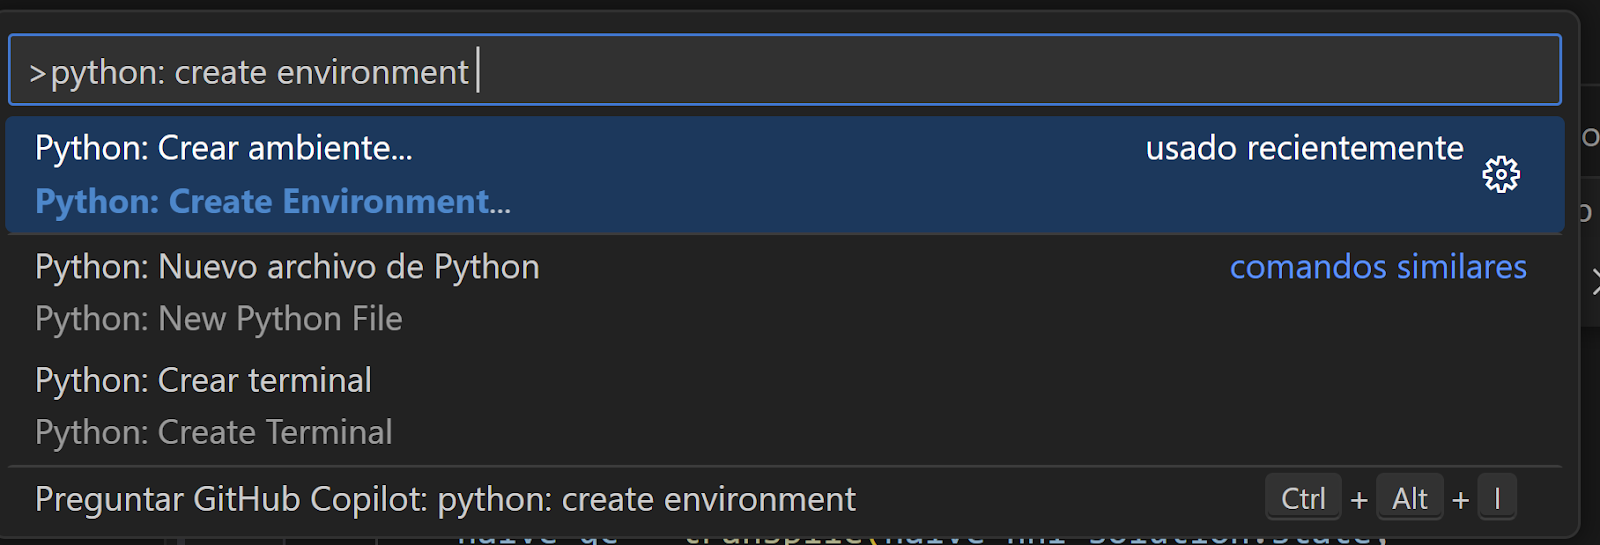 >python: create environment
Python: Crear ambiente... usado recientemente
Python: Create Environment...
Python: Nuevo archivo de Python comandos similares
Python: New Python File
Python: Crear terminal
Python: Create Terminal
Preguntar GitHub Copilot: python: create environment Ctrl + Alt + I